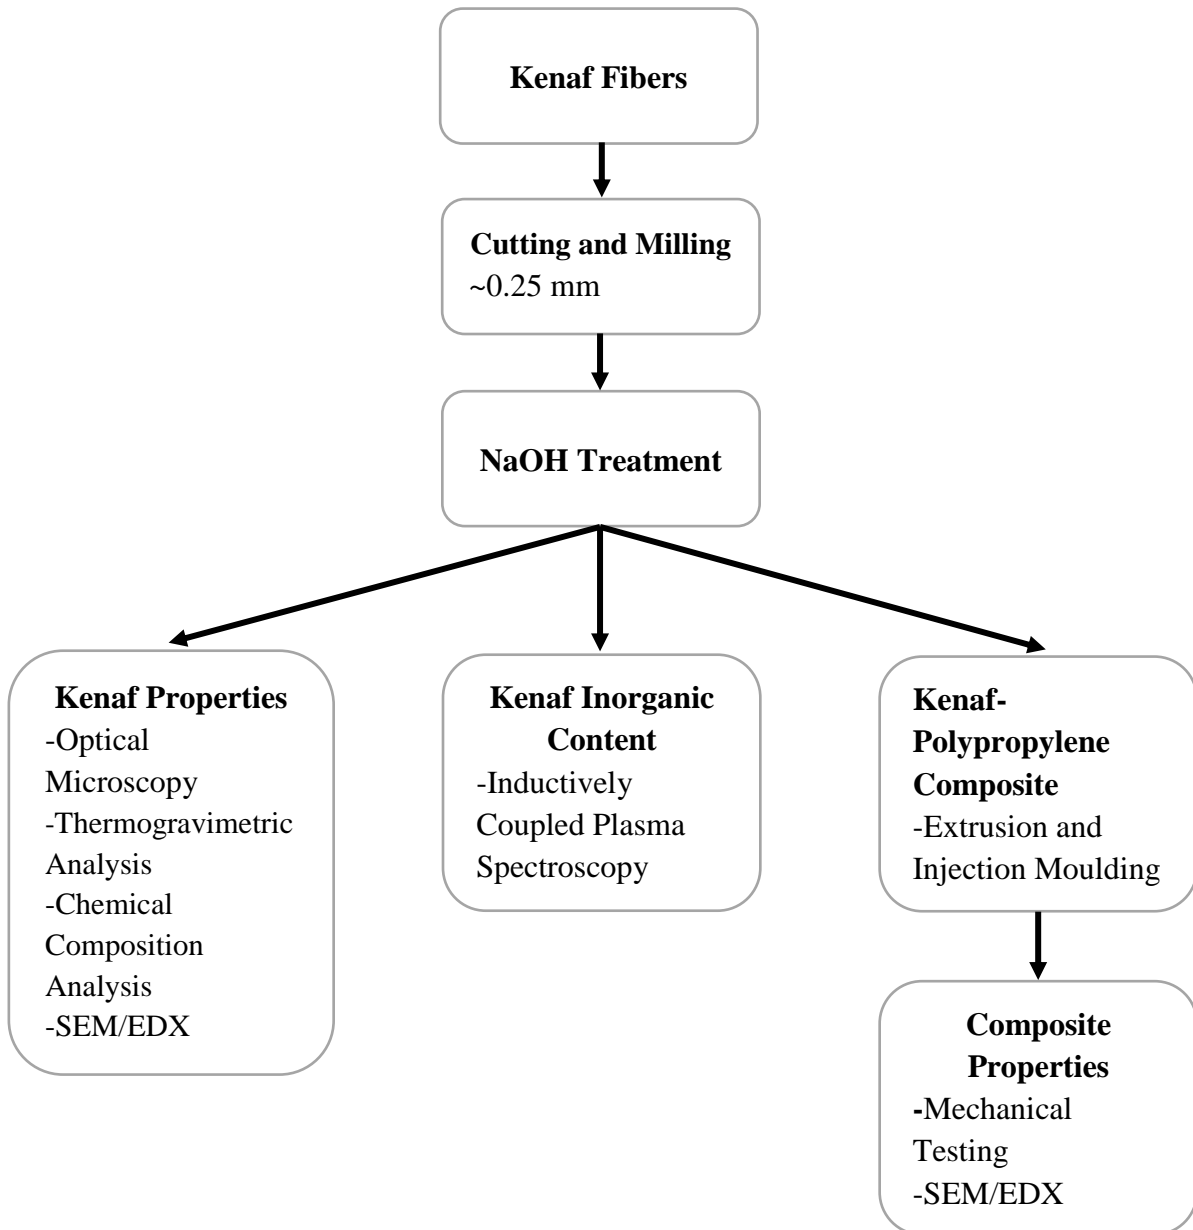 Kenaf Fibers
Cutting and Milling
~0.25 mm
NaOH Treatment
Kenaf Properties
-Optical
Microscopy
-Thermogravimetric
Analysis
-Chemical
Composition
Analysis
-SEM/EDX
Kenaf Inorganic
Content
-Inductively
Coupled Plasma
Spectroscopy
Kenaf-
Polypropylene
Composite
-Extrusion and
Injection Moulding
Composite
Properties
-Mechanical
Testing
-SEM/EDX